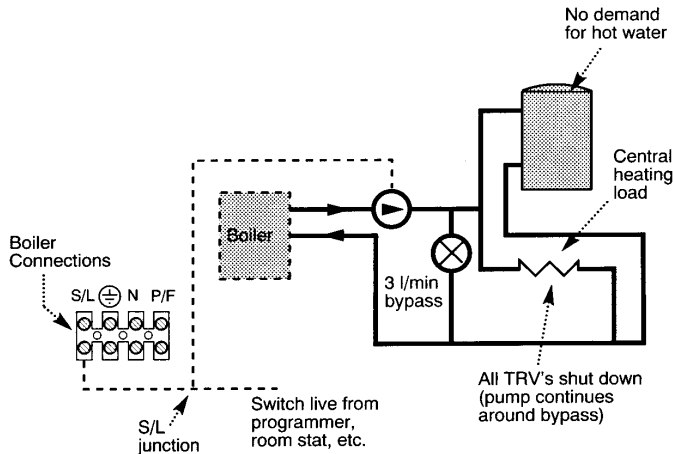 No demand
for hot water
Central
heating
load
Boiler
Boiler
Connections
3 l/min
bypass
S/L N P/F
All TRV's shut down
(pump continues
around bypass)
Switch live from
programmer,
room stat, etc.
S/L
junction